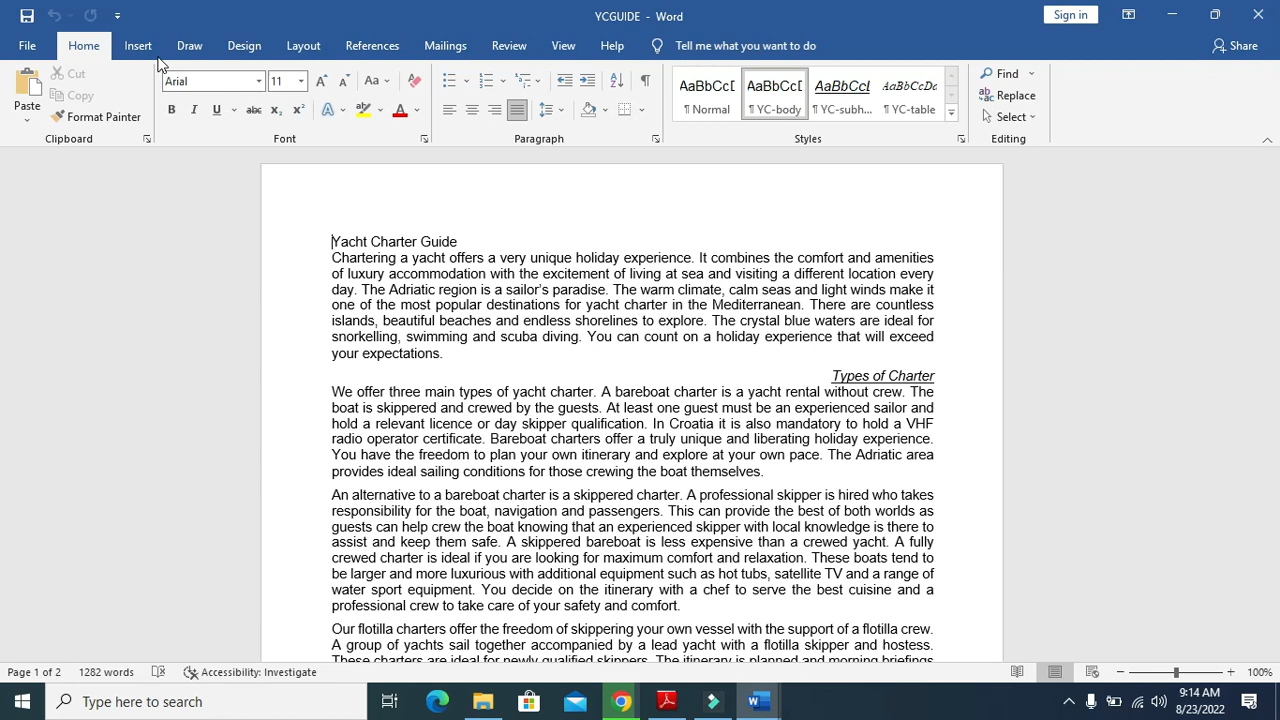 YCGUIDE - Word
Sign in
File Home Insert Draw Design Layout References Mailings Review View Help Tell me what you want to do Share
Paste
Cut
Copy
Format Painter
Clipboard
Arial 11
Font
Paragraph
AaBbCcD AaBbCcD AaBbCcD AaBbCcDa
¶ Normal ¶ YC-body ¶ YC-subh... ¶ YC-table
Styles
Find
Replace
Select
Editing
Yacht Charter Guide
Chartering a yacht offers a very unique holiday experience. It combines the comfort and amenities
of luxury accommodation with the excitement of living at sea and visiting a different location every
day. The Adriatic region is a sailor's paradise. The warm climate, calm seas and light winds make it
one of the most popular destinations for yacht charter in the Mediterranean. There are countless
islands, beautiful beaches and endless shorelines to explore. The crystal blue waters are ideal for
snorkelling, swimming and scuba diving. You can count on a holiday experience that will exceed
your expectations.
Types of Charter
We offer three main types of yacht charter. A bareboat charter is a yacht rental without crew. The
boat is skippered and crewed by the guests. At least one guest must be an experienced sailor and
hold a relevant licence or day skipper qualification. In Croatia it is also mandatory to hold a VHF
radio operator certificate. Bareboat charters offer a truly unique and liberating holiday experience.
You have the freedom to plan your own itinerary and explore at your own pace. The Adriatic area
provides ideal sailing conditions for those crewing the boat themselves.
An alternative to a bareboat charter is a skippered charter. A professional skipper is hired who takes
responsibility for the boat, navigation and passengers. This can provide the best of both worlds as
guests can help crew the boat knowing that an experienced skipper with local knowledge is there to
assist and keep them safe. A skippered bareboat is less expensive than a crewed yacht. A fully
crewed charter is ideal if you are looking for maximum comfort and relaxation. These boats tend to
be larger and more luxurious with additional equipment such as hot tubs, satellite TV and a range of
water sport equipment. You decide on the itinerary with a chef to serve the best cuisine and a
professional crew to take care of your safety and comfort.
Our flotilla charters offer the freedom of skippering your own vessel with the support of a flotilla crew.
A group of yachts sail together accompanied by a lead yacht with a flotilla skipper and hostess.
These charters are ideal for newly qualified skippers. The itinerary is planned and morning briefings
Page 1 of 2 1282 words Accessibility: Investigate 100%
Type here to search
9:14 AM
8/23/2022